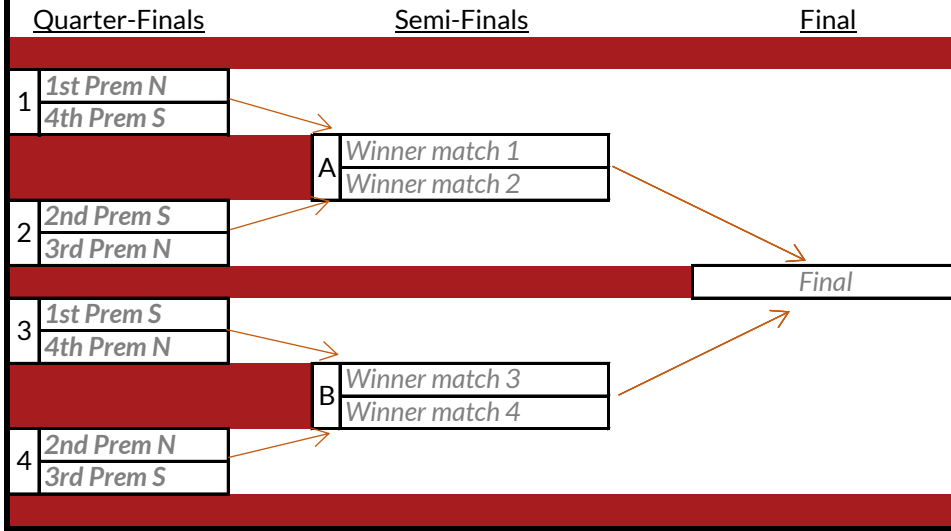 Quarter-Finals Semi-Finals Final
1 1st Prem N
4th Prem S
A Winner match 1
Winner match 2
2 2nd Prem S
3rd Prem N
Final
3 1st Prem S
4th Prem N
B Winner match 3
Winner match 4
4 2nd Prem N
3rd Prem S